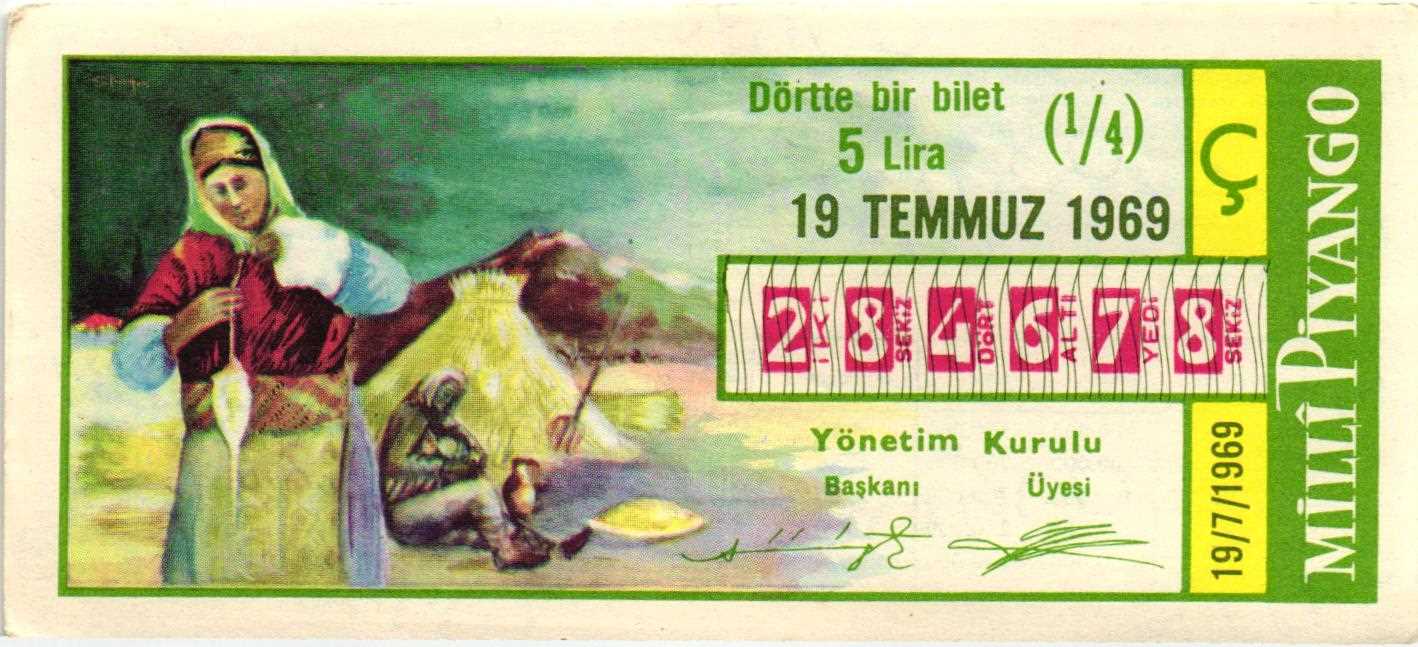 Dörtte bir bilet
5 Lira
(1/4)
19 TEMMUZ 1969
Ç
2 8 4 6 7 8
İKİ SEKİZ DÖRT ALTI YEDİ SEKİZ
Yönetim Kurulu
Başkanı Üyesi
19/7/1969
MİLLÎ PİYANGO